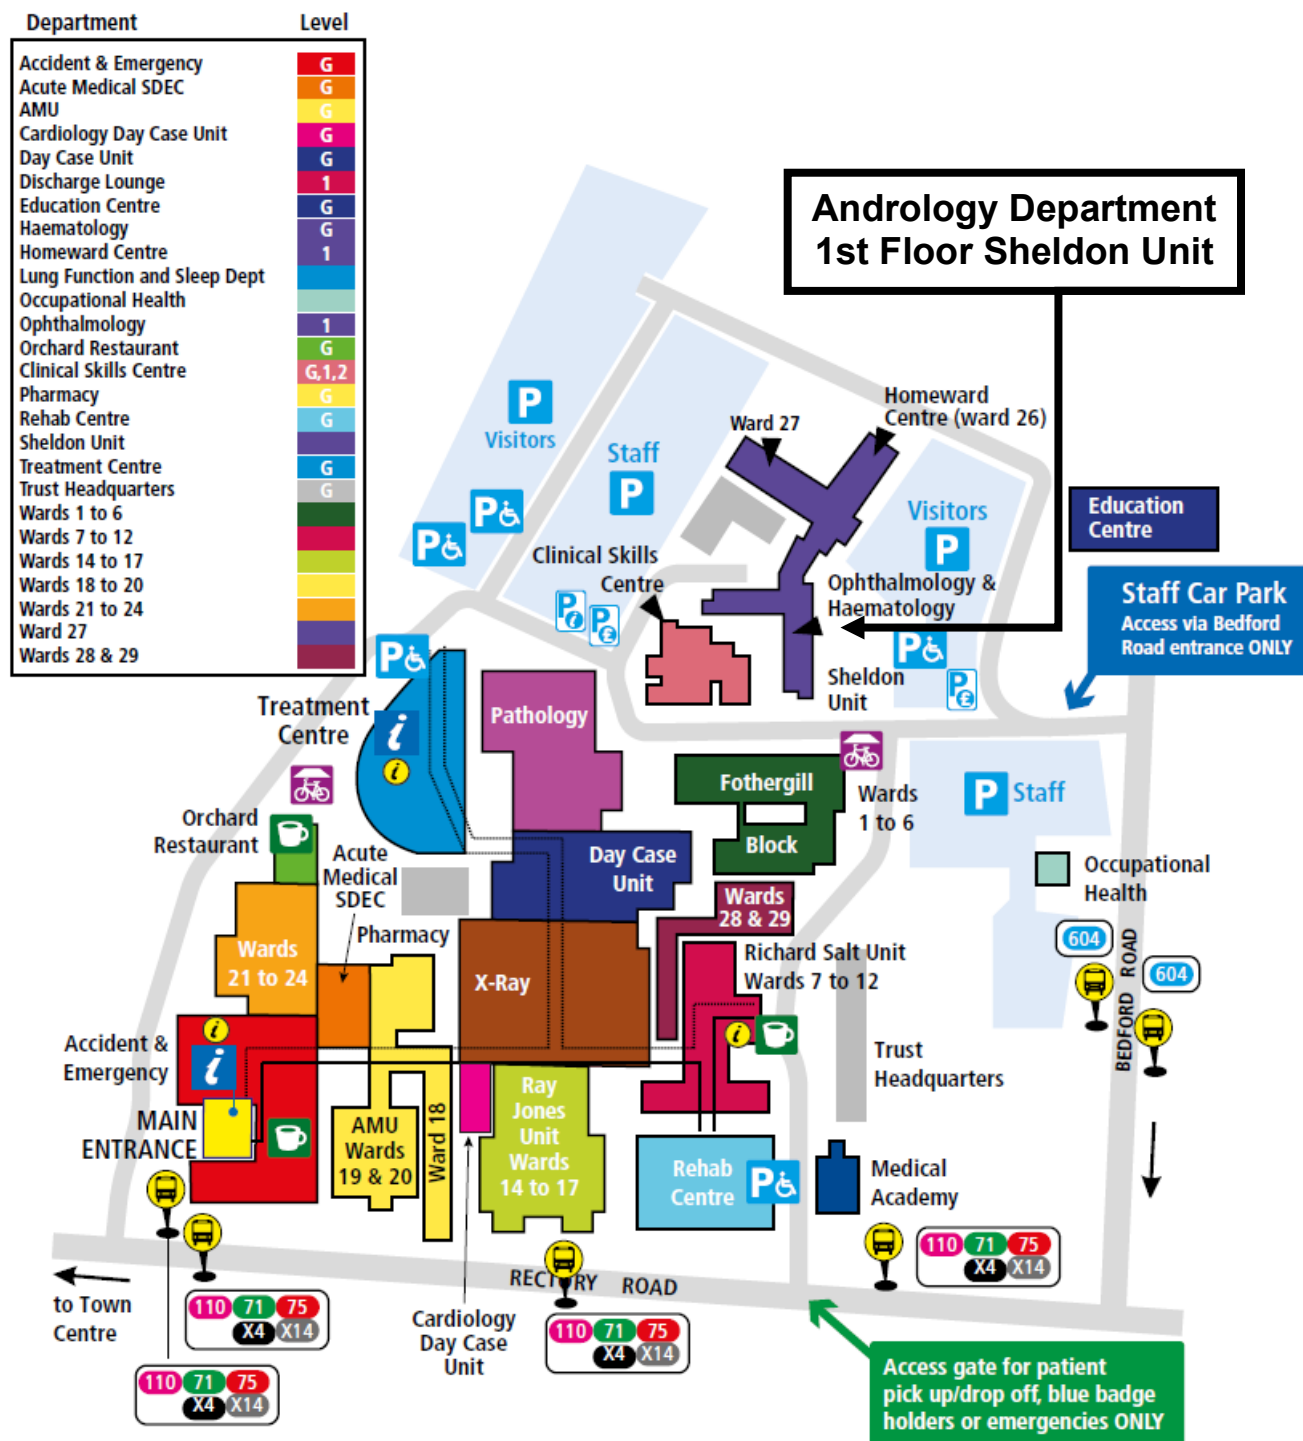 Department Level
Accident & Emergency G
Acute Medical SDEC G
AMU G
Cardiology Day Case Unit G
Day Case Unit G
Discharge Lounge 1
Education Centre G
Haematology G
Homeward Centre 1
Lung Function and Sleep Dept
Occupational Health
Ophthalmology 1
Orchard Restaurant G
Clinical Skills Centre G,1,2
Pharmacy G
Rehab Centre G
Sheldon Unit
Treatment Centre G
Trust Headquarters G
Wards 1 to 6
Wards 7 to 12
Wards 14 to 17
Wards 18 to 20
Wards 21 to 24
Ward 27
Wards 28 & 29
Andrology Department
1st Floor Sheldon Unit
P
Visitors
Staff
P
Ward 27
Homeward
Centre (ward 26)
Visitors
P
Education
Centre
P
P
Clinical Skills
Centre
Ophthalmology &
Haematology
Staff Car Park
Access via Bedford
Road entrance ONLY
P i
P £
P
P
P £
Sheldon
Unit
Treatment
Centre
i
i
Pathology
Fothergill
Block
Wards
1 to 6
P Staff
Orchard
Restaurant
Acute
Medical
SDEC
Day Case
Unit
Occupational
Health
Wards
28 & 29
Pharmacy
Wards
21 to 24
X-Ray
Richard Salt Unit
Wards 7 to 12
604
604
BEDFORD ROAD
Accident &
Emergency
i
i
i
Trust
Headquarters
MAIN
ENTRANCE
AMU
Wards
19 & 20
Ward 18
Ray
Jones
Unit
Wards
14 to 17
Rehab
Centre
P
Medical
Academy
RECTORY ROAD
110 71 75
X4 X14
to Town
Centre
110 71 75
X4 X14
Cardiology
Day Case
Unit
110 71 75
X4 X14
110 71 75
X4 X14
Access gate for patient
pick up/drop off, blue badge
holders or emergencies ONLY